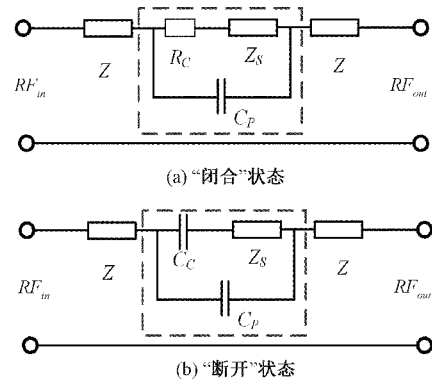 Z R_C Z_S Z
RF_in C_P RF_out
(a) “闭合”状态
Z C_C Z_S Z
RF_in C_P RF_out
(b) “断开”状态